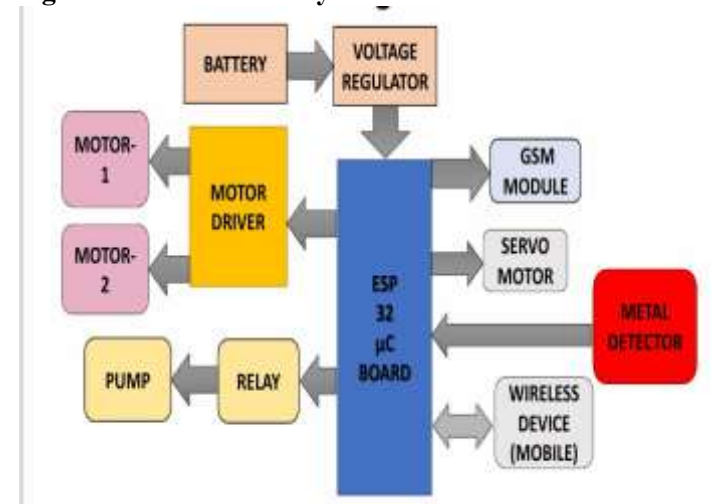 BATTERY
VOLTAGE
REGULATOR
MOTOR-
1
MOTOR
DRIVER
GSM
MODULE
MOTOR-
2
SERVO
MOTOR
ESP
32
µC
BOARD
METAL
DETECTOR
PUMP
RELAY
WIRELESS
DEVICE
(MOBILE)